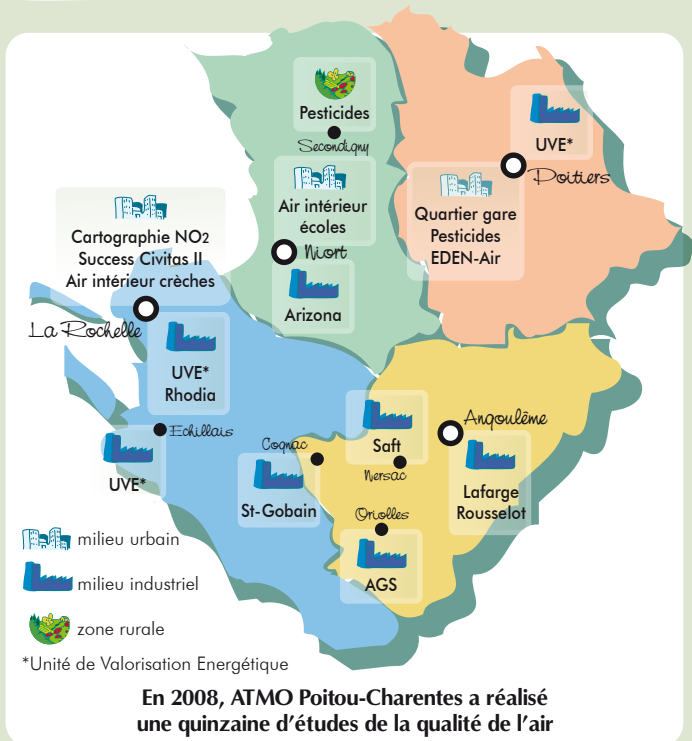 Pesticides
Secondigny
UVE*
Poitiers
Air intérieur
écoles
Niort
Quartier gare
Pesticides
EDEN-Air
Cartographie NO2
Success Civitas II
Air intérieur crèches
La Rochelle
Arizona
UVE*
Rhodia
Echillais
UVE*
Cognac
St-Gobain
Saft
Nersac
Angoulême
Lafarge
Rousselot
Oriolles
AGS
milieu urbain
milieu industriel
zone rurale
*Unité de Valorisation Energétique
En 2008, ATMO Poitou-Charentes a réalisé
une quinzaine d'études de la qualité de l'air